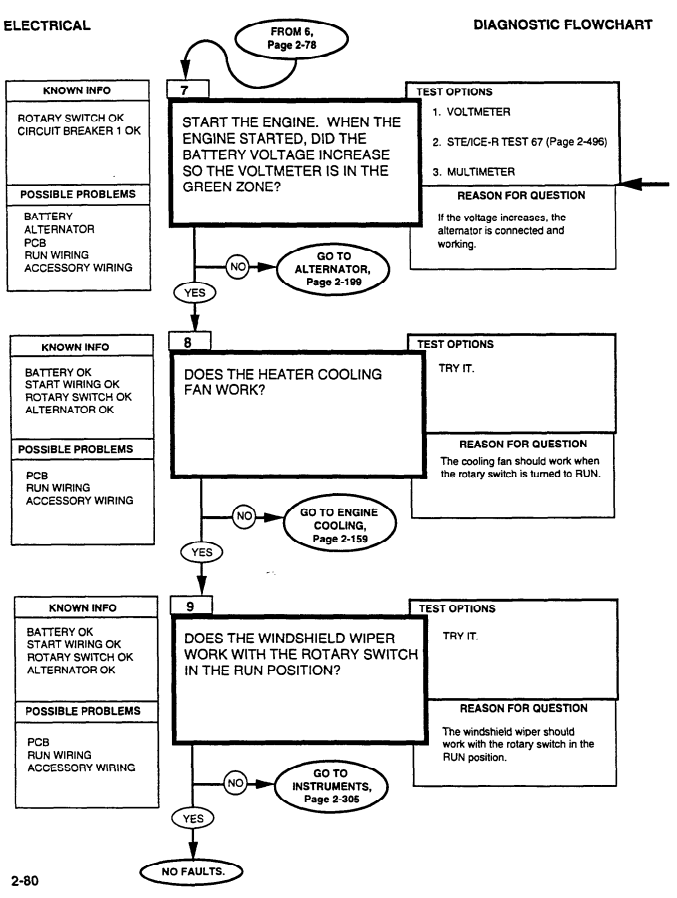 ELECTRICAL
DIAGNOSTIC FLOWCHART
FROM 6,
Page 2-78
KNOWN INFO
ROTARY SWITCH OK
CIRCUIT BREAKER 1 OK
POSSIBLE PROBLEMS
BATTERY
ALTERNATOR
PCB
RUN WIRING
ACCESSORY WIRING
7
START THE ENGINE. WHEN THE
ENGINE STARTED, DID THE
BATTERY VOLTAGE INCREASE
SO THE VOLTMETER IS IN THE
GREEN ZONE?
TEST OPTIONS
1. VOLTMETER
2. STE/ICE-R TEST 67 (Page 2-496)
3. MULTIMETER
REASON FOR QUESTION
If the voltage increases, the
alternator is connected and
working.
NO
GO TO
ALTERNATOR,
Page 2-199
YES
KNOWN INFO
BATTERY OK
START WIRING OK
ROTARY SWITCH OK
ALTERNATOR OK
POSSIBLE PROBLEMS
PCB
RUN WIRING
ACCESSORY WIRING
8
DOES THE HEATER COOLING
FAN WORK?
TEST OPTIONS
TRY IT.
REASON FOR QUESTION
The cooling fan should work when
the rotary switch is turned to RUN.
NO
GO TO ENGINE
COOLING,
Page 2-159
YES
KNOWN INFO
BATTERY OK
START WIRING OK
ROTARY SWITCH OK
ALTERNATOR OK
POSSIBLE PROBLEMS
PCB
RUN WIRING
ACCESSORY WIRING
9
DOES THE WINDSHIELD WIPER
WORK WITH THE ROTARY SWITCH
IN THE RUN POSITION?
TEST OPTIONS
TRY IT.
REASON FOR QUESTION
The windshield wiper should
work with the rotary switch in the
RUN position.
NO
GO TO
INSTRUMENTS,
Page 2-305
YES
NO FAULTS.
2-80